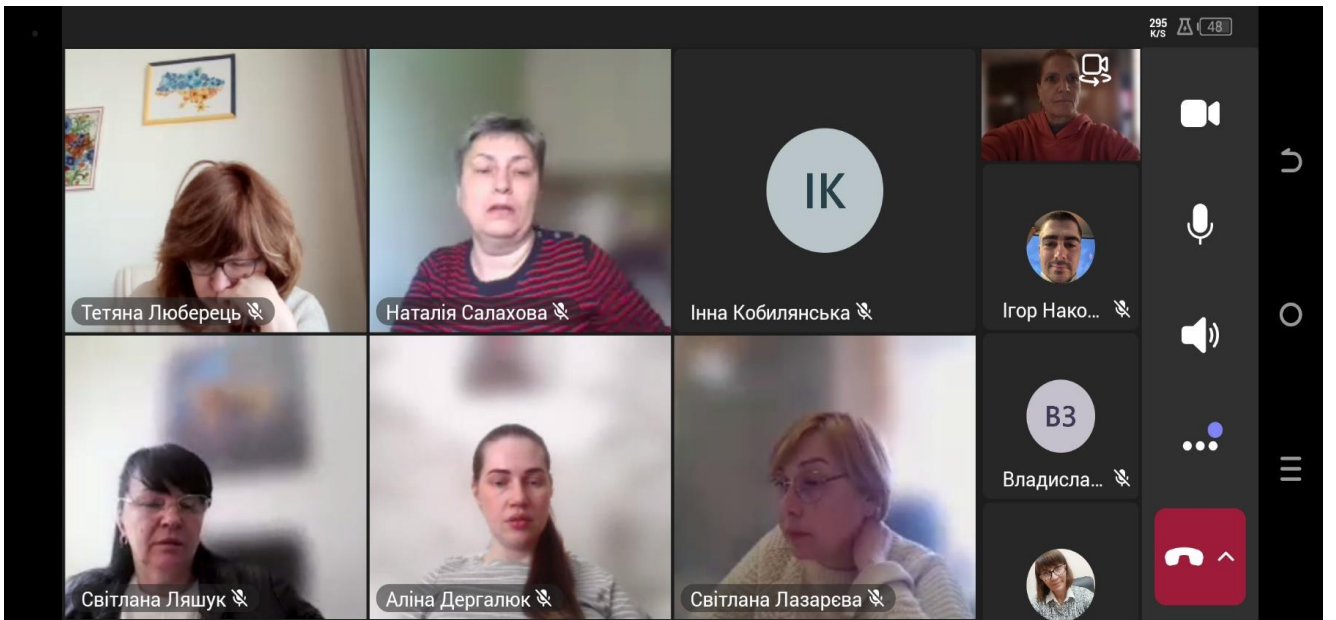 295
K/S
48
Тетяна Люберець
Наталія Салахова
ІК
Інна Кобилянська
Ігор Нако...
ВЗ
Владисла...
Світлана Ляшук
Аліна Дергалюк
Світлана Лазарєва